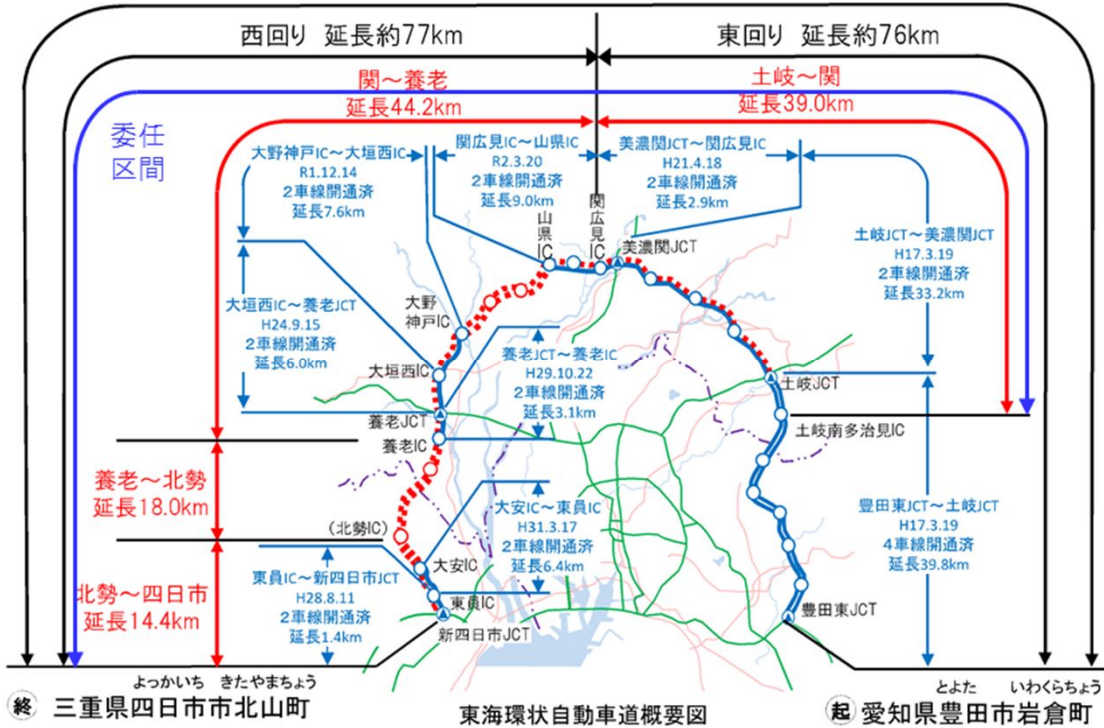 西回り 延長約77km
東回り 延長約76km
関～養老
延長44.2km
土岐～関
延長39.0km
委任
区間
大野神戸IC～大垣西IC
R1.12.14
2車線開通済
延長7.6km
関広見IC～山県IC
R2.3.20
2車線開通済
延長9.0km
美濃関JCT～関広見IC
H21.4.18
2車線開通済
延長2.9km
土岐JCT～美濃関JCT
H17.3.19
2車線開通済
延長33.2km
山県IC
関広見IC
美濃関JCT
大垣西IC～養老JCT
H24.9.15
2車線開通済
延長6.0km
大野
神戸IC
養老JCT～養老IC
H29.10.22
2車線開通済
延長3.1km
大垣西IC
土岐JCT
養老JCT
土岐南多治見IC
養老IC
養老～北勢
延長18.0km
大安IC～東員IC
H31.3.17
2車線開通済
延長6.4km
豊田東JCT～土岐JCT
H17.3.19
4車線開通済
延長39.8km
（北勢IC）
大安IC
北勢～四日市
延長14.4km
東員IC～新四日市JCT
H28.8.11
2車線開通済
延長1.4km
東員IC
新四日市JCT
豊田東JCT
よっかいち きたやまちょう
終 三重県四日市市北山町
東海環状自動車道概要図
とよた いわくらちょう
起 愛知県豊田市岩倉町